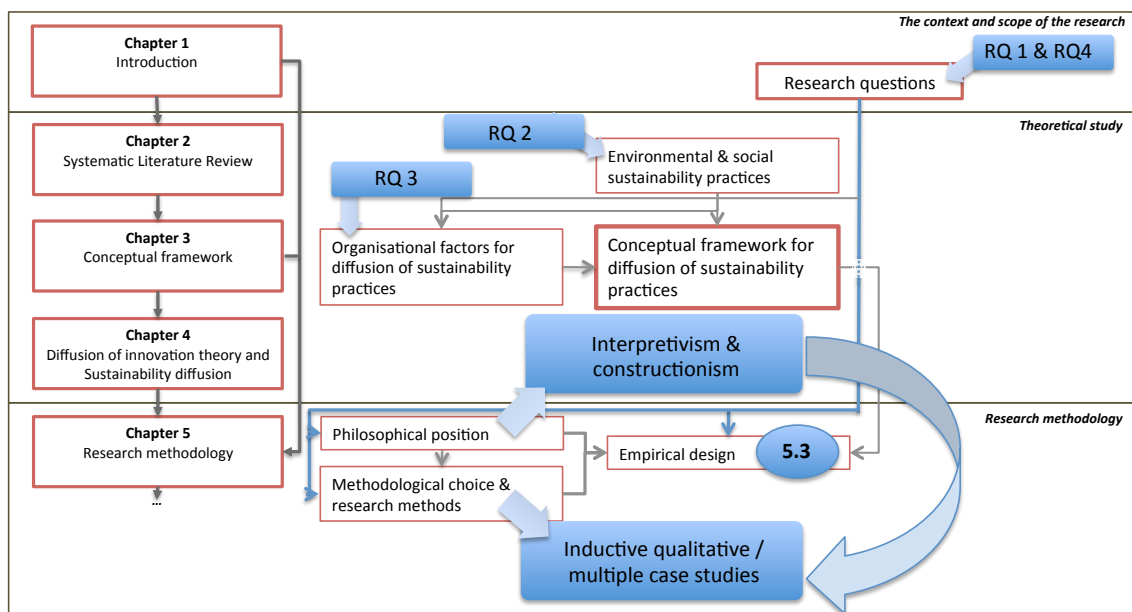 The context and scope of the research
Chapter 1
Introduction
RQ 1 & RQ4
Research questions
Theoretical study
Chapter 2
Systematic Literature Review
RQ 2
Environmental & social
sustainability practices
RQ 3
Chapter 3
Conceptual framework
Organisational factors for
diffusion of sustainability
practices
Conceptual framework for
diffusion of sustainability
practices
Chapter 4
Diffusion of innovation theory and
Sustainability diffusion
Interpretivism &
constructionism
Research methodology
Chapter 5
Research methodology
...
Philosophical position
Empirical design
5.3
Methodological choice &
research methods
Inductive qualitative /
multiple case studies